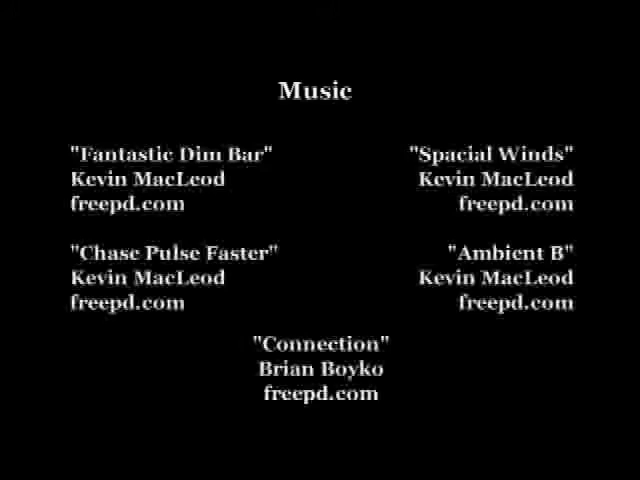 Music
"Fantastic Dim Bar"
Kevin MacLeod
freepd.com
"Spacial Winds"
Kevin MacLeod
freepd.com
"Chase Pulse Faster"
Kevin MacLeod
freepd.com
"Ambient B"
Kevin MacLeod
freepd.com
"Connection"
Brian Boyko
freepd.com